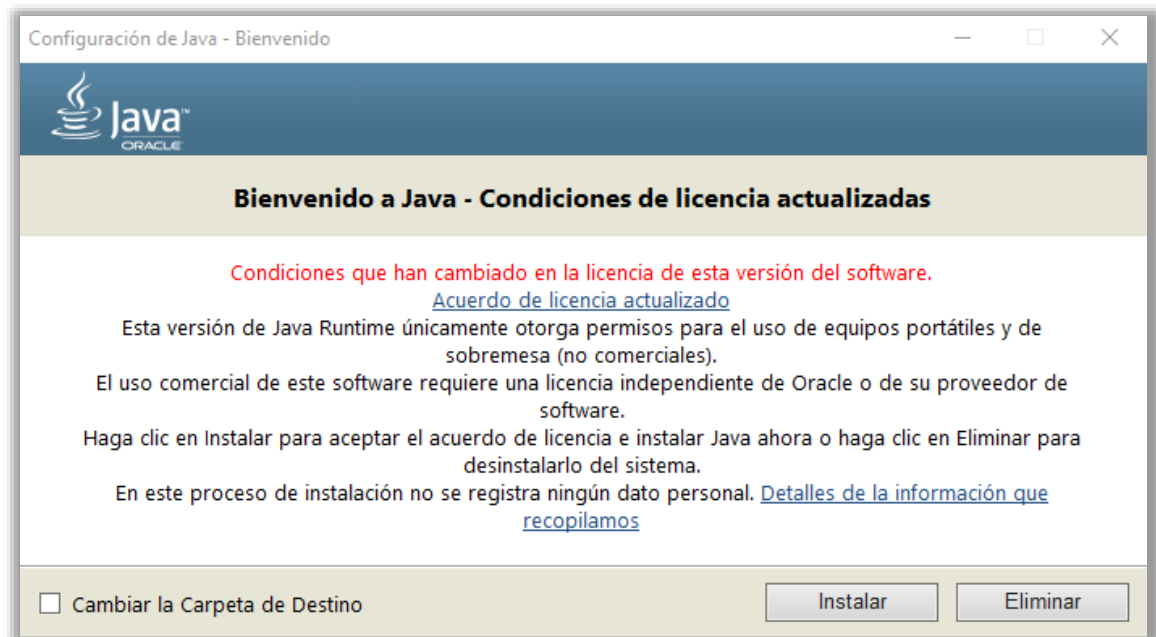 Configuración de Java - Bienvenido
Java™
ORACLE
Bienvenido a Java - Condiciones de licencia actualizadas
Condiciones que han cambiado en la licencia de esta versión del software.
Acuerdo de licencia actualizado
Esta versión de Java Runtime únicamente otorga permisos para el uso de equipos portátiles y de
sobremesa (no comerciales).
El uso comercial de este software requiere una licencia independiente de Oracle o de su proveedor de
software.
Haga clic en Instalar para aceptar el acuerdo de licencia e instalar Java ahora o haga clic en Eliminar para
desinstalarlo del sistema.
En este proceso de instalación no se registra ningún dato personal. Detalles de la información que
recopilamos
Cambiar la Carpeta de Destino
Instalar
Eliminar